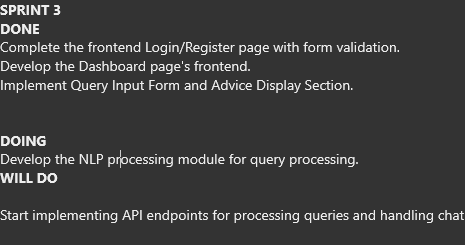 SPRINT 3
DONE
Complete the frontend Login/Register page with form validation.
Develop the Dashboard page's frontend.
Implement Query Input Form and Advice Display Section.
DOING
Develop the NLP processing module for query processing.
WILL DO
Start implementing API endpoints for processing queries and handling chat